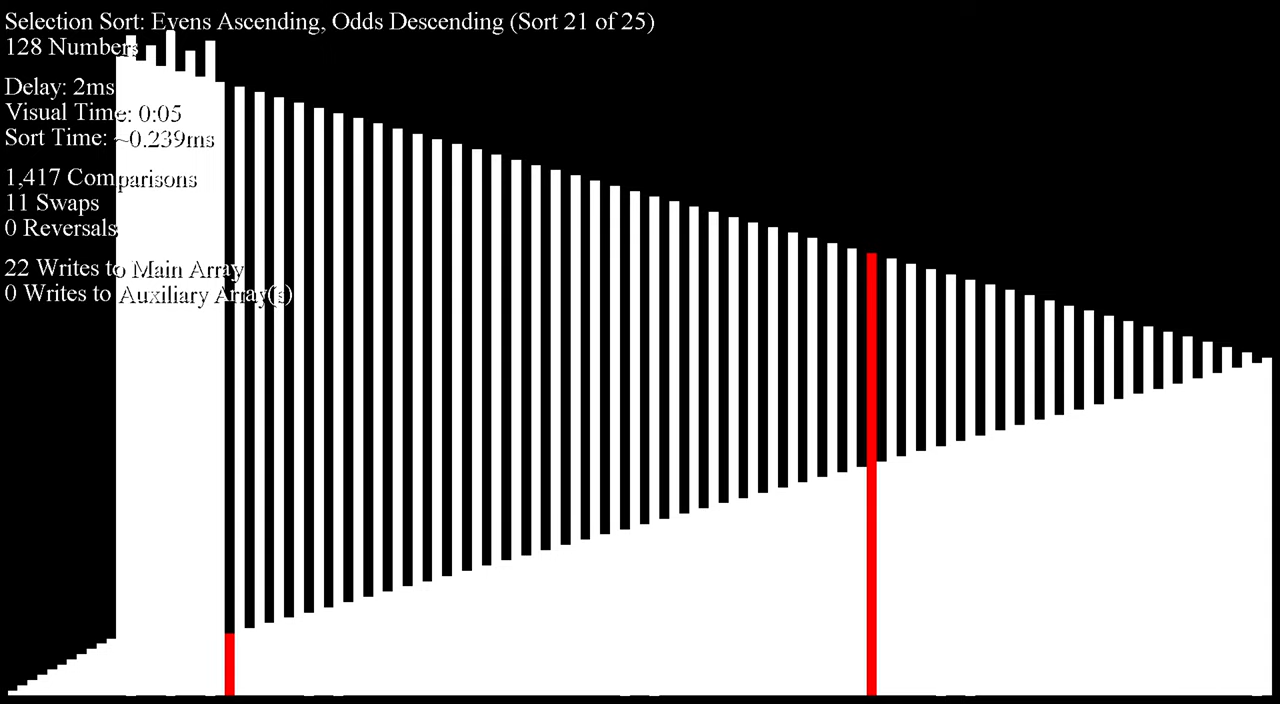 Selection Sort: Evens Ascending, Odds Descending (Sort 21 of 25)
128 Numbers
Delay: 2ms
Visual Time: 0:05
Sort Time: ~0.239ms
1,417 Comparisons
11 Swaps
0 Reversals
22 Writes to Main Array
0 Writes to Auxiliary Array(s)